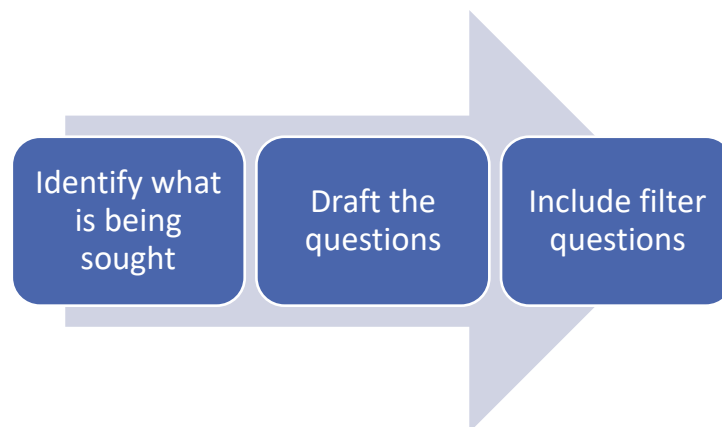 Identify what
is being
sought
Draft the
questions
Include filter
questions